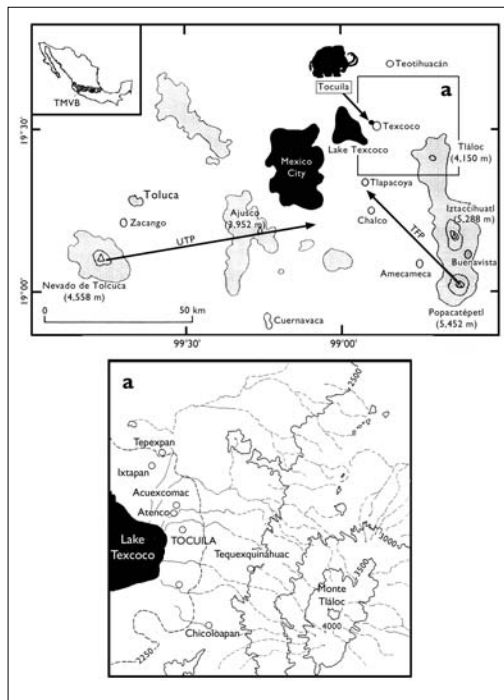 TMVB
Tocuila
Teotihuacán
a
19°30'
Texcoco
Lake Texcoco
Tláloc
(4,150 m)
Mexico
City
Tlapacoya
Iztaccíhuatl
(5,288 m)
Toluca
Zacango
Ajusco
(3,952 m)
Chalco
UTP
TFP
Buenavista
Amecameca
Nevado de Tolcuca
(4,558 m)
19°00'
Popacatépetl
(5,452 m)
0
50 km
Cuernavaca
99°30'
99°00'
a
2500
Tepexpan
Ixtapan
Acuexcomac
Atenco
Lake
Texcoco
TOCUILA
Tequexquináhuac
3000
3500
Monte
Tláloc
4000
Chicoloapan
2250